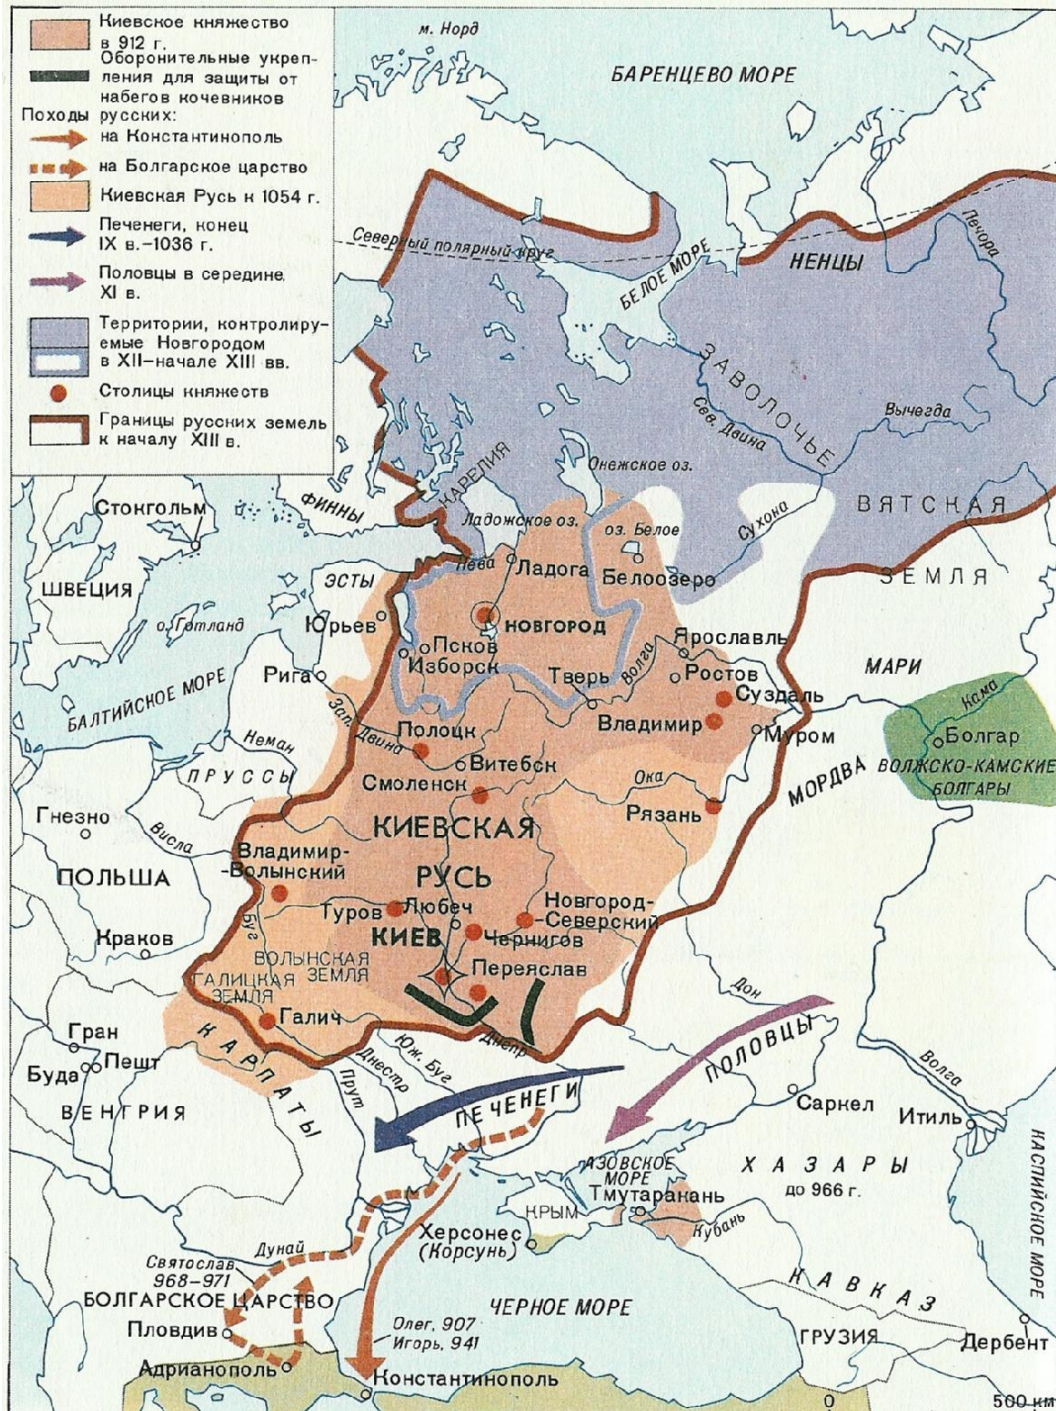 Киевское княжество
в 912 г.
Оборонительные укреп-
ления для защиты от
набегов кочевников
Походы русских:
на Константинополь
на Болгарское царство
Киевская Русь к 1054 г.
Печенеги, конец
IX в.–1036 г.
Половцы в середине
XI в.
Территории, контролиру-
емые Новгородом
в XII–начале XIII вв.
Столицы княжеств
Границы русских земель
к началу XIII в.
м. Норд
БАРЕНЦЕВО МОРЕ
Северный полярный круг
БЕЛОЕ МОРЕ
НЕНЦЫ
Печора
ЗАВОЛОЧЬЕ
Сев. Двина
Вычегда
КАРЕЛИЯ
Онежское оз.
ВЯТСКАЯ
ЗЕМЛЯ
Стокгольм
ФИННЫ
Ладожское оз.
оз. Белое
Сухона
ШВЕЦИЯ
ЭСТЫ
Нева
Ладога
Белоозеро
о. Готланд
Юрьев
НОВГОРОД
Псков
Изборск
Ярославль
Рига
Тверь
Волга
Ростов
МАРИ
Суздаль
БАЛТИЙСКОЕ МОРЕ
Зап. Двина
Полоцк
Владимир
Муром
Кама
Болгар
Неман
Витебск
ПРУССЫ
Смоленск
Ока
МОРДВА
ВОЛЖСКО-КАМСКИЕ
БОЛГАРЫ
Гнезно
Рязань
Висла
КИЕВСКАЯ
РУСЬ
Владимир-
-Волынский
ПОЛЬША
Туров
Любеч
Новгород-
-Северский
Буг
КИЕВ
Чернигов
Краков
ВОЛЫНСКАЯ
ЗЕМЛЯ
Переяслав
ГАЛИЦКАЯ
ЗЕМЛЯ
Дон
Галич
Гран
КАРПАТЫ
Днепр
Юж. Буг
Днестр
Прут
ПОЛОВЦЫ
Буда
Пешт
ВЕНГРИЯ
ПЕЧЕНЕГИ
Волга
Саркел
Итиль
КАСПИЙСКОЕ МОРЕ
АЗОВСКОЕ
МОРЕ
ХАЗАРЫ
до 966 г.
Тмутаракань
КРЫМ
Херсонес
(Корсунь)
Кубань
Дунай
Святослав
968–971
КАВКАЗ
БОЛГАРСКОЕ ЦАРСТВО
ЧЕРНОЕ МОРЕ
Пловдив
Олег, 907
Игорь, 941
ГРУЗИЯ
Дербент
Адрианополь
Константинополь
0
500 км